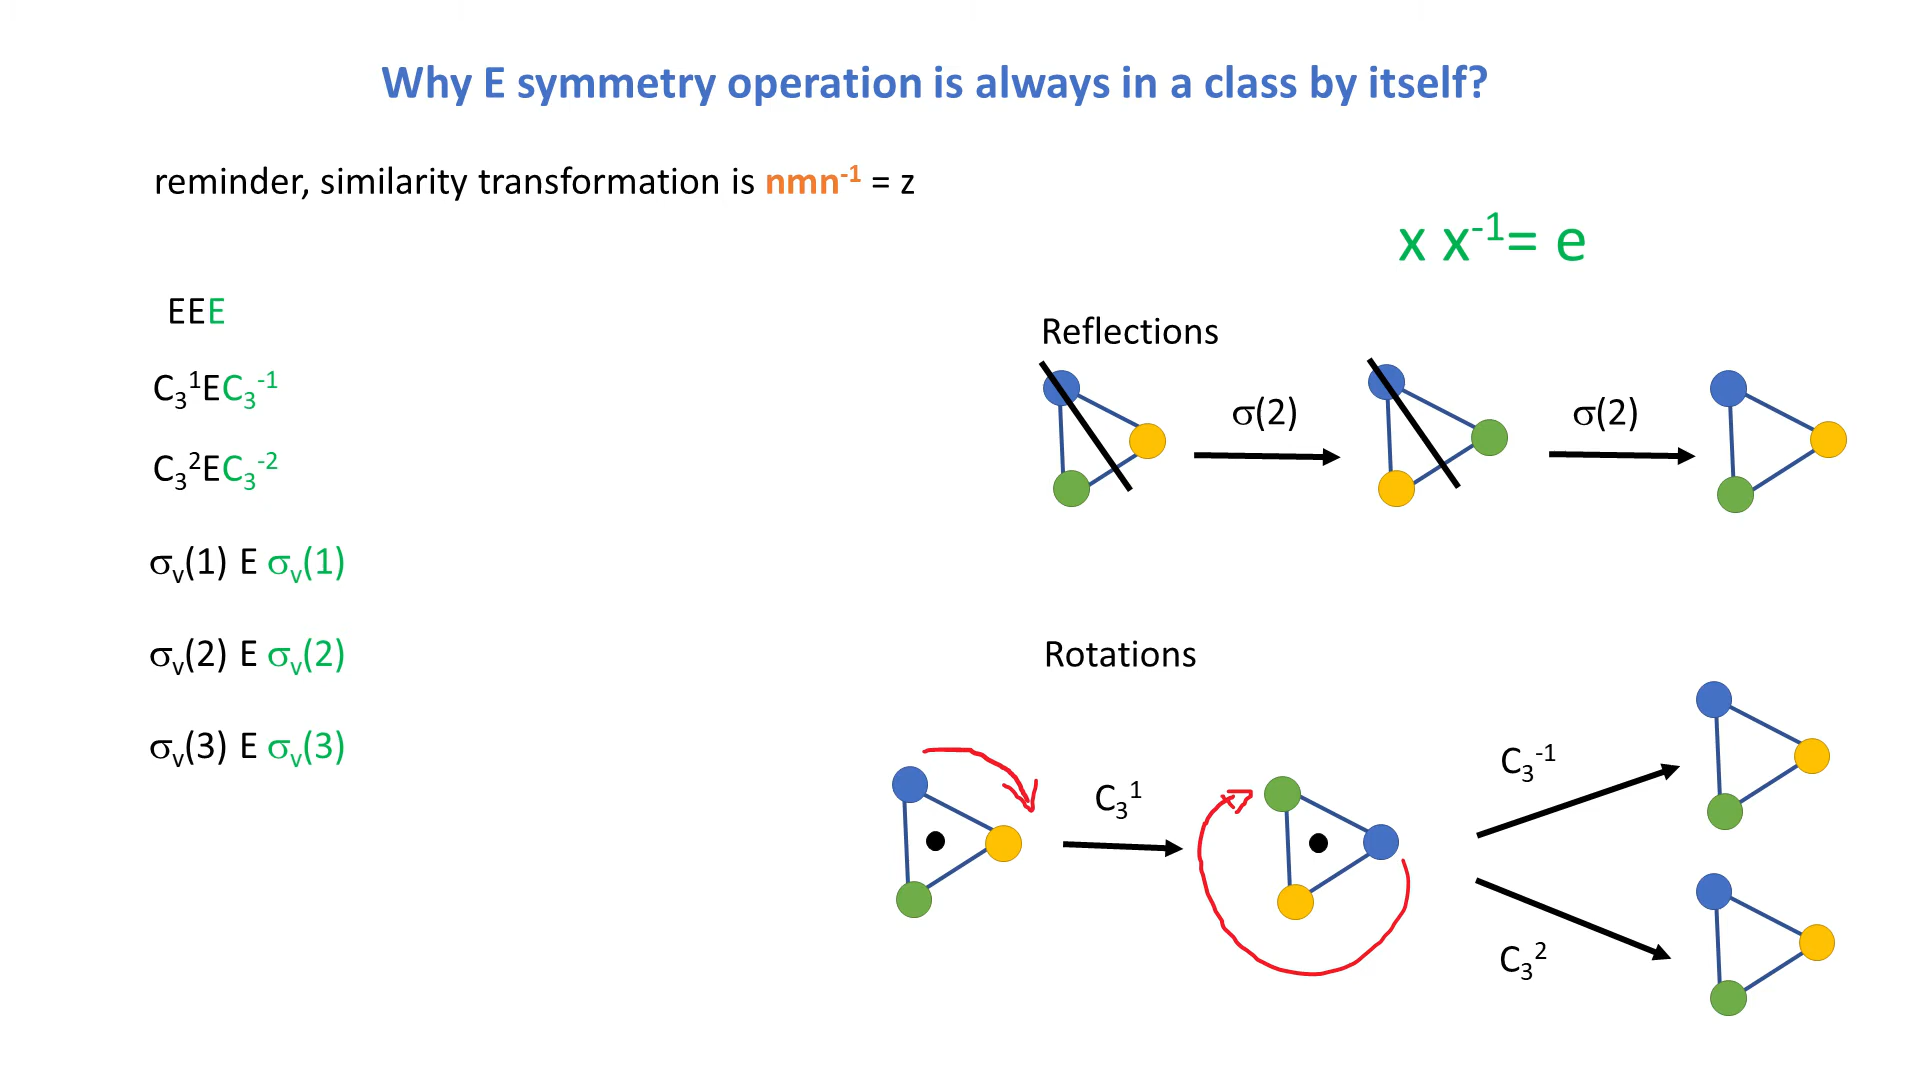 Why E symmetry operation is always in a class by itself?
reminder, similarity transformation is nmn⁻¹ = z
x x⁻¹= e
EEE
C₃¹EC₃⁻¹
C₃²EC₃⁻²
σᵥ(1) E σᵥ(1)
σᵥ(2) E σᵥ(2)
σᵥ(3) E σᵥ(3)
Reflections
σ(2)
σ(2)
Rotations
C₃¹
C₃⁻¹
C₃²